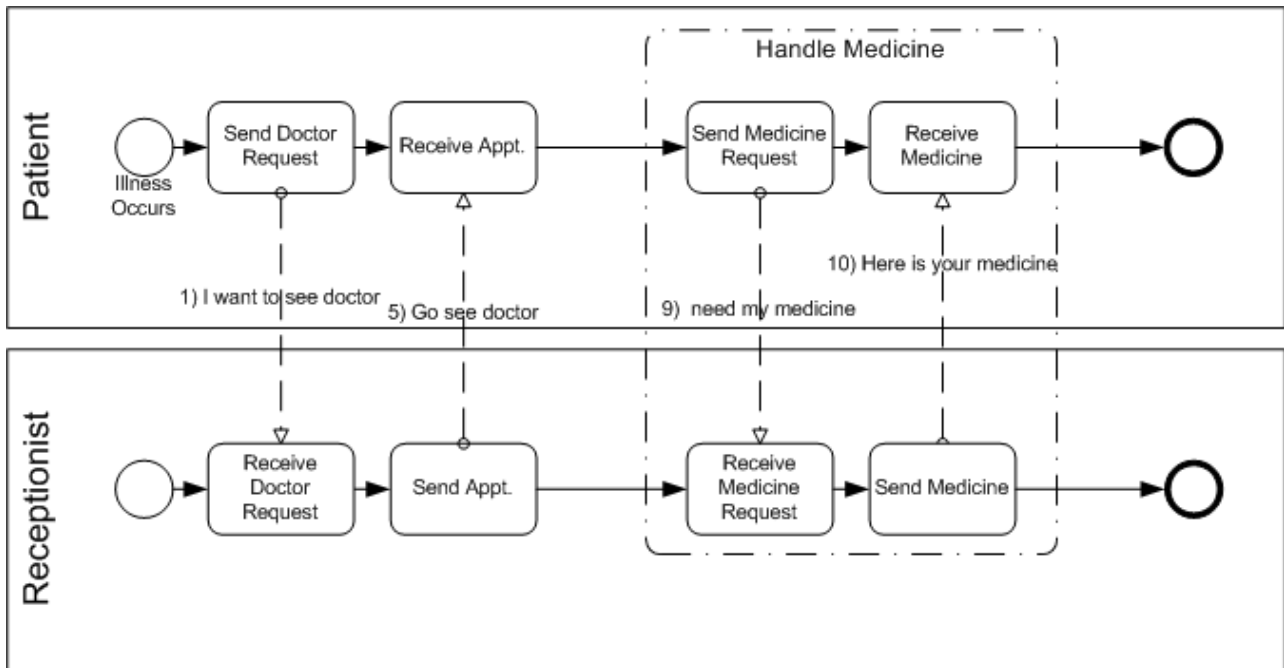 Handle Medicine
Patient
Send Doctor
Request
Receive Appt.
Send Medicine
Request
Receive
Medicine
Illness
Occurs
10) Here is your medicine
1) I want to see doctor
5) Go see doctor
9)  need my medicine
Receptionist
Receive
Doctor
Request
Send Appt.
Receive
Medicine
Request
Send Medicine